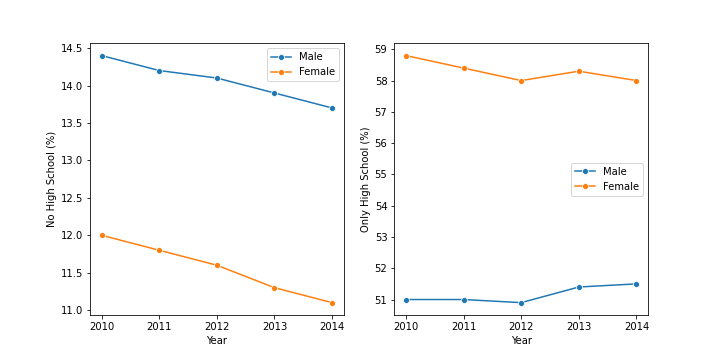 14.5
14.0
13.5
13.0
12.5
12.0
11.5
11.0
No High School (%)
Male
Female
2010 2011 2012 2013 2014
Year
59
58
57
56
55
54
53
52
51
Only High School (%)
Male
Female
2010 2011 2012 2013 2014
Year